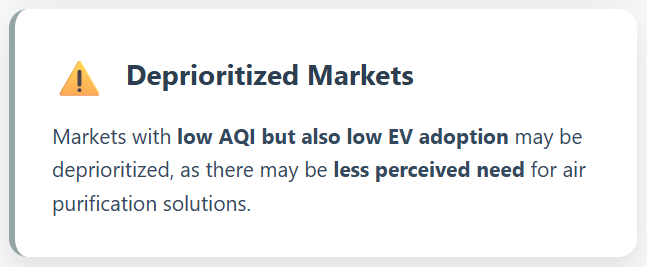 Deprioritized Markets
Markets with low AQI but also low EV adoption may be
deprioritized, as there may be less perceived need for air
purification solutions.